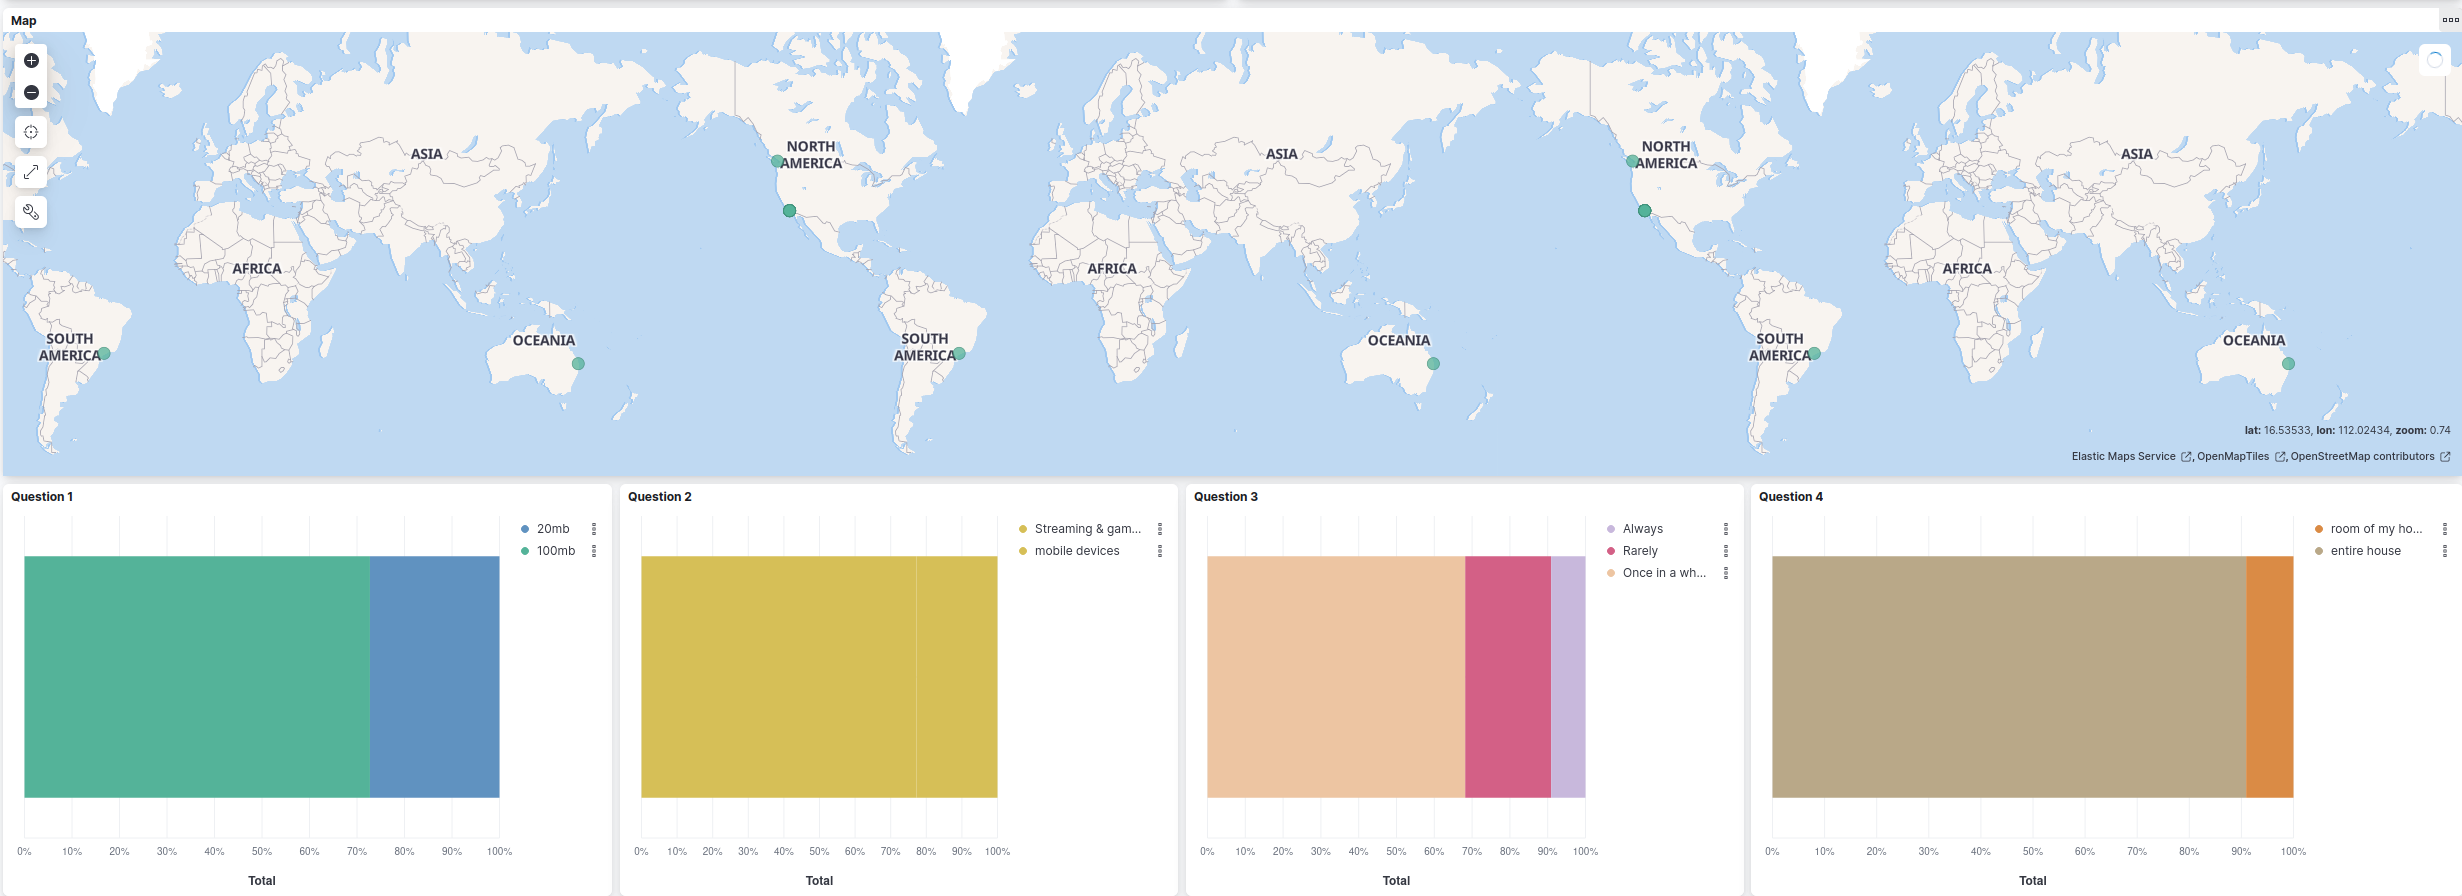 Map
NORTH
AMERICA
NORTH
AMERICA
ASIA
ASIA
ASIA
AFRICA
AFRICA
AFRICA
SOUTH
AMERICA
OCEANIA
SOUTH
AMERICA
OCEANIA
SOUTH
AMERICA
OCEANIA
lat: 16.53533, lon: 112.02434, zoom: 0.74
Elastic Maps Service , OpenMapTiles , OpenStreetMap contributors
Question 1
20mb
100mb
0% 10% 20% 30% 40% 50% 60% 70% 80% 90% 100%
Total
Question 2
Streaming & gam...
mobile devices
0% 10% 20% 30% 40% 50% 60% 70% 80% 90% 100%
Total
Question 3
Always
Rarely
Once in a wh...
0% 10% 20% 30% 40% 50% 60% 70% 80% 90% 100%
Total
Question 4
room of my ho...
entire house
0% 10% 20% 30% 40% 50% 60% 70% 80% 90% 100%
Total